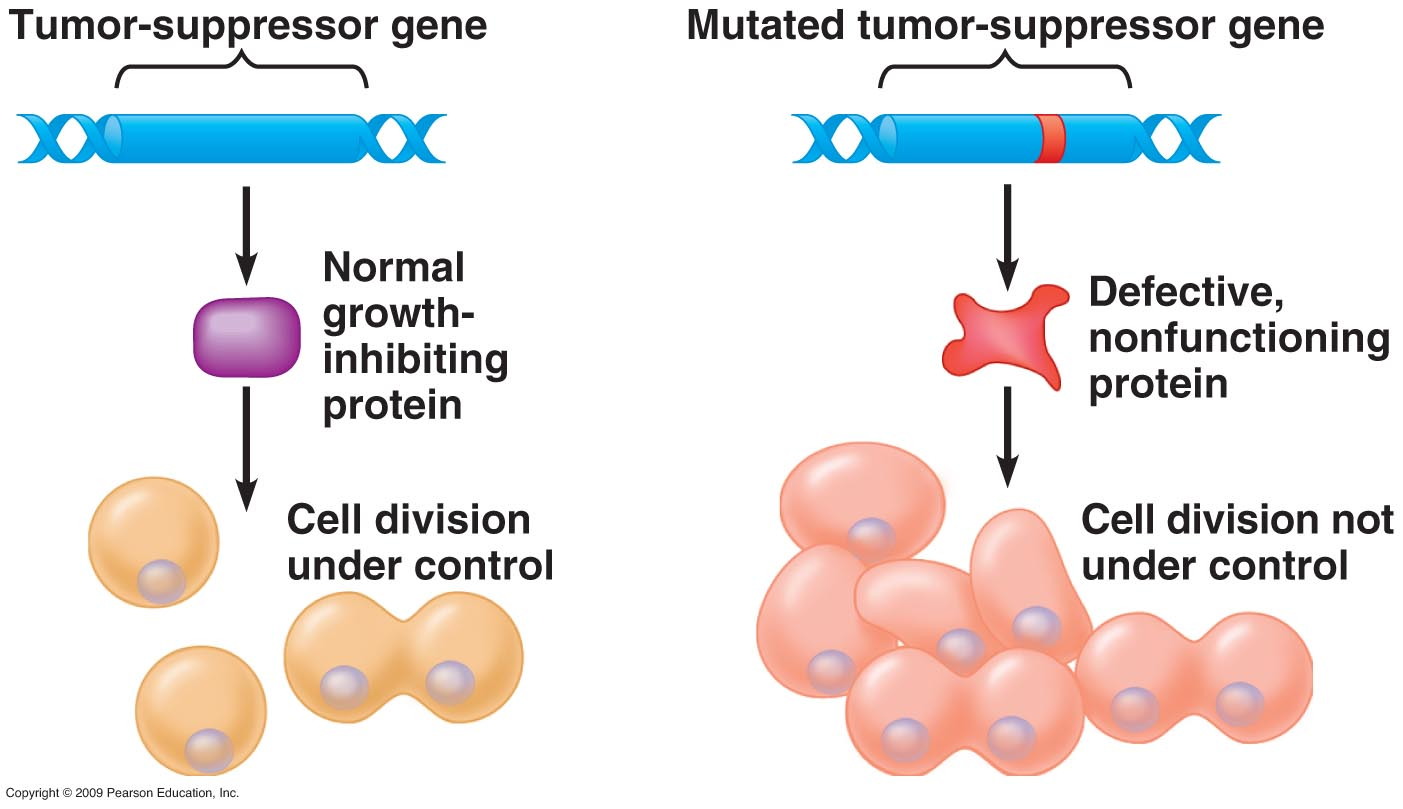 Tumor-suppressor gene
Normal
growth-
inhibiting
protein
Cell division
under control
Mutated tumor-suppressor gene
Defective,
nonfunctioning
protein
Cell division not
under control
Copyright © 2009 Pearson Education, Inc.